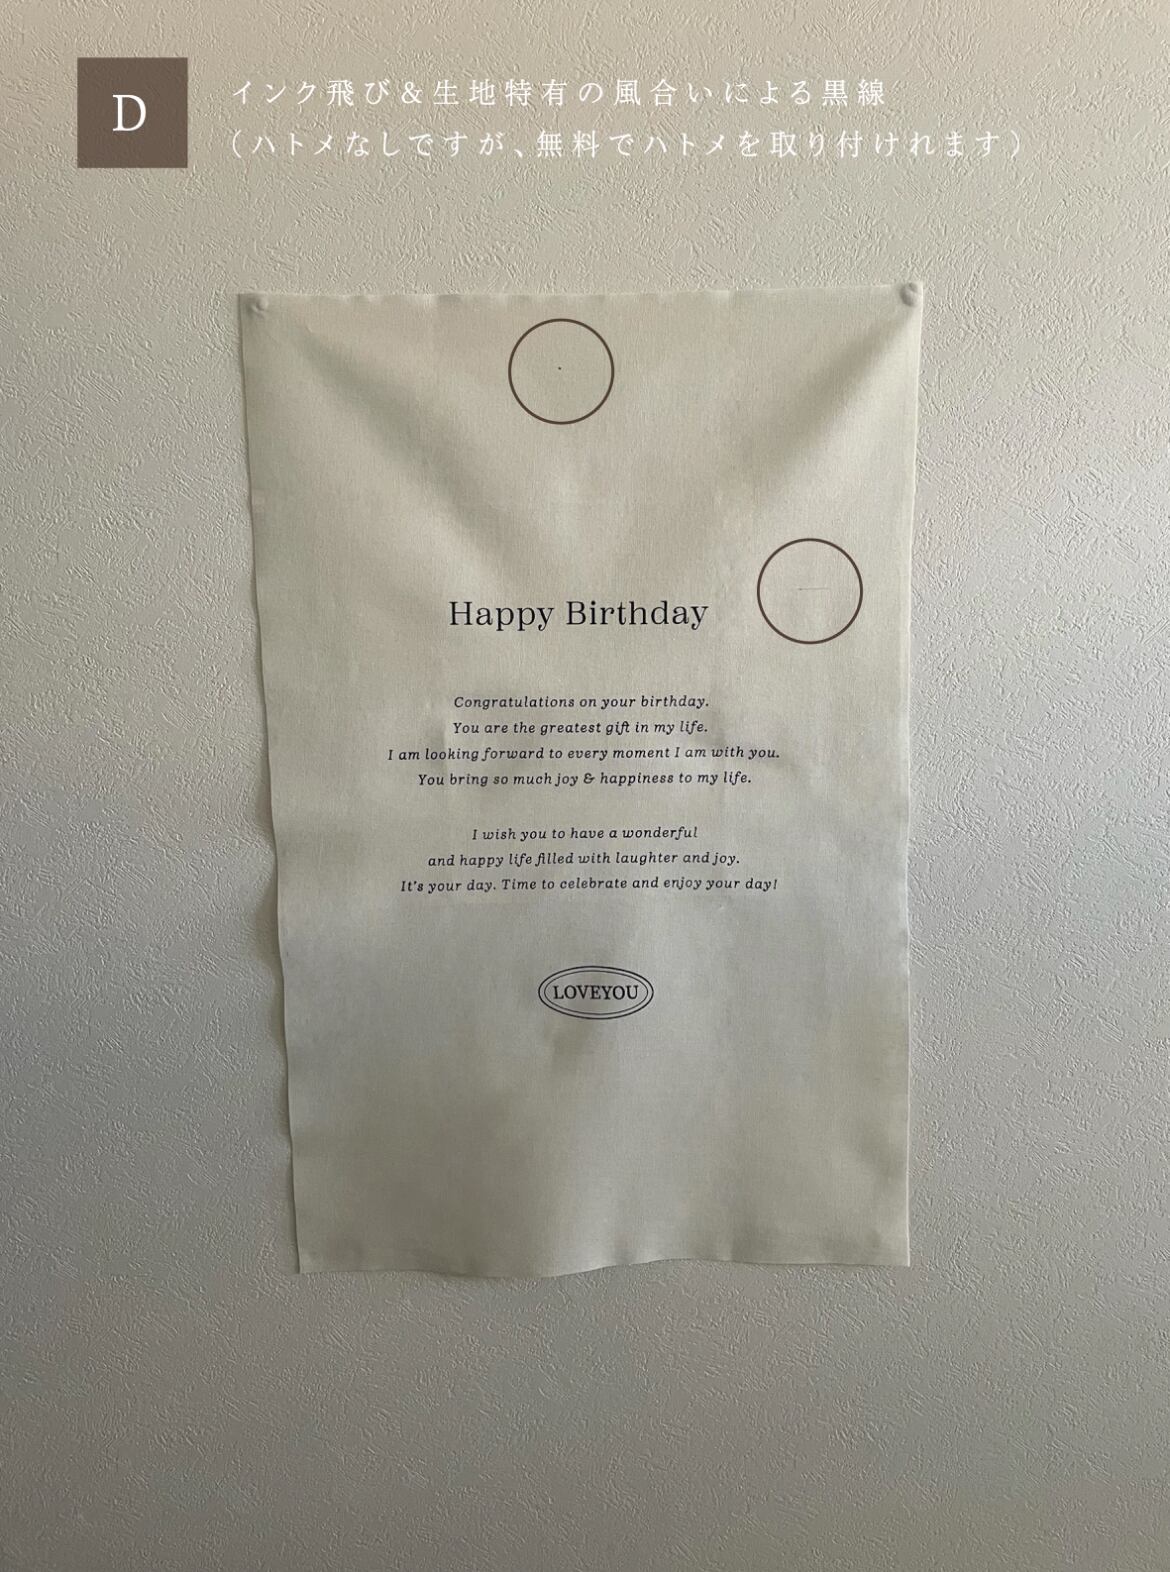 D
インク飛び&生地特有の風合いによる黒線
(ハトメなしですが、無料でハトメを取り付けれます)
Happy Birthday
Congratulations on your birthday.
You are the greatest gift in my life.
I am looking forward to every moment I am with you.
You bring so much joy & happiness to my life.
I wish you to have a wonderful
and happy life filled with laughter and joy.
It's your day. Time to celebrate and enjoy your day!
LOVEYOU